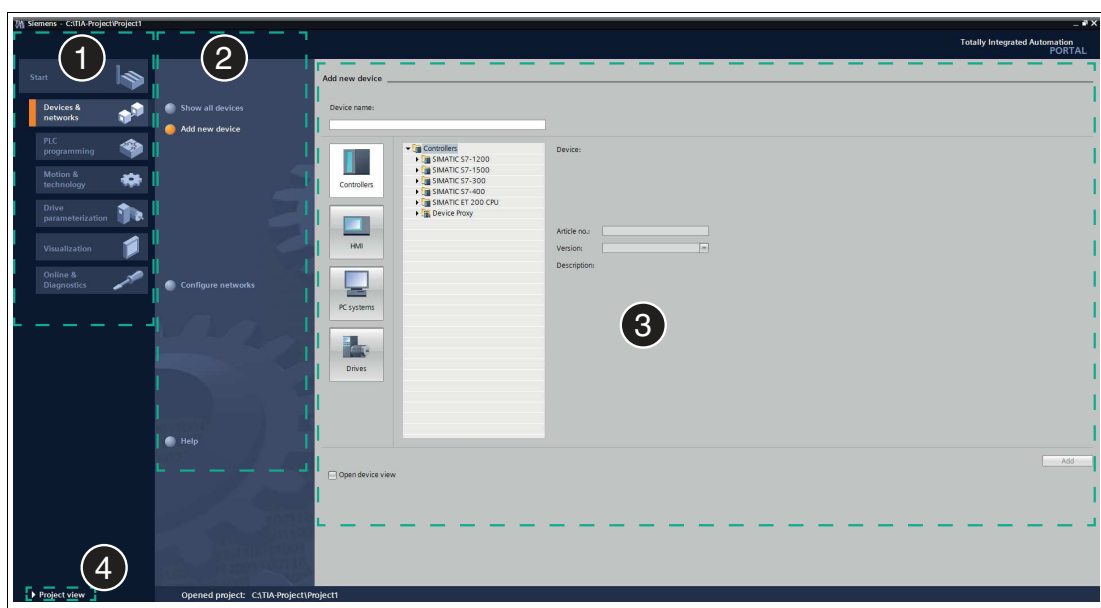 Siemens - C:\TIA-Project\Project1
Totally Integrated Automation
PORTAL
1
2
Start
Devices &
networks
PLC
programming
Motion &
technology
Drive
parameterization
Visualization
Online &
Diagnostics
Show all devices
Add new device
Configure networks
Help
Add new device
Device name:
Controllers
HMI
PC systems
Drives
Controllers
SIMATIC S7-1200
SIMATIC S7-1500
SIMATIC S7-300
SIMATIC S7-400
SIMATIC ET 200 CPU
Device Proxy
Device:
Article no.:
Version:
Description:
3
Open device view
Add
4
Project view
Opened project: C:\TIA-Project\Project1